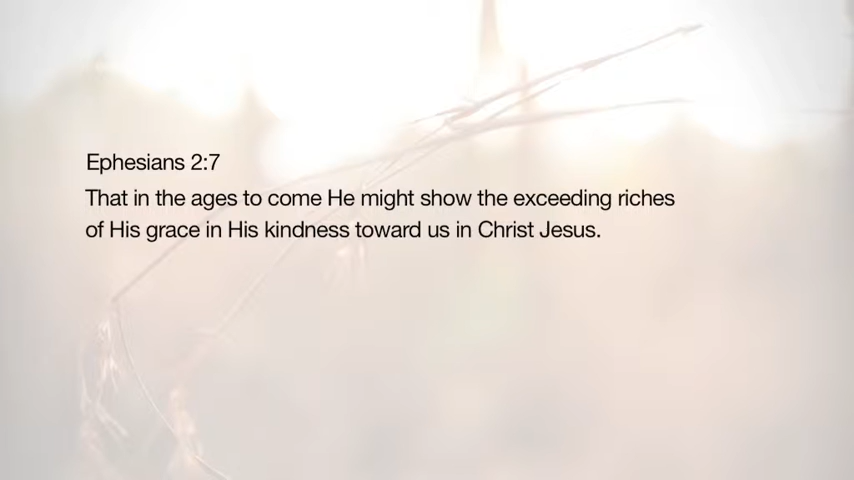 Ephesians 2:7
That in the ages to come He might show the exceeding riches
of His grace in His kindness toward us in Christ Jesus.